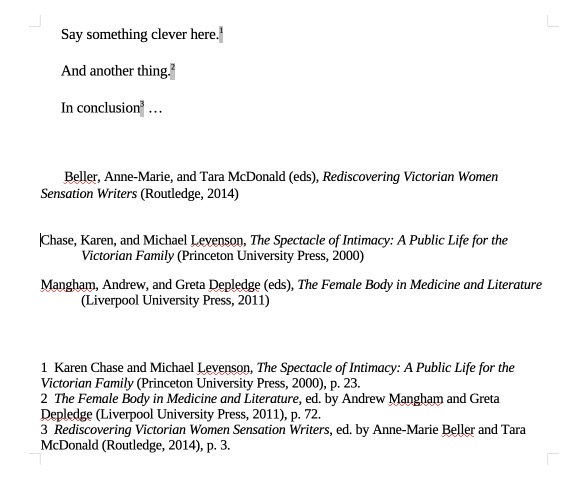 Say something clever here.1
And another thing.2
In conclusion3 …
Beller, Anne-Marie, and Tara McDonald (eds), Rediscovering Victorian Women
Sensation Writers (Routledge, 2014)
Chase, Karen, and Michael Levenson, The Spectacle of Intimacy: A Public Life for the
Victorian Family (Princeton University Press, 2000)
Mangham, Andrew, and Greta Depledge (eds), The Female Body in Medicine and Literature
(Liverpool University Press, 2011)
1 Karen Chase and Michael Levenson, The Spectacle of Intimacy: A Public Life for the
Victorian Family (Princeton University Press, 2000), p. 23.
2 The Female Body in Medicine and Literature, ed. by Andrew Mangham and Greta
Depledge (Liverpool University Press, 2011), p. 72.
3 Rediscovering Victorian Women Sensation Writers, ed. by Anne-Marie Beller and Tara
McDonald (Routledge, 2014), p. 3.